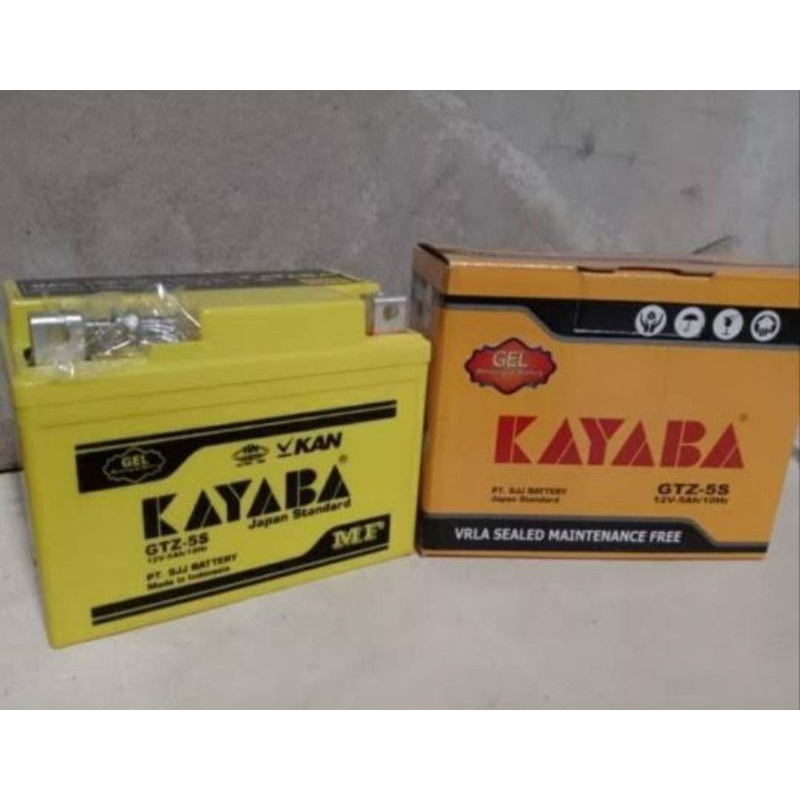 GEL
KAN
KAYABA®
Japan Standard
GTZ-5S
12V-5Ah/10Hr
MF
PT. SJJ BATTERY
Made in Indonesia
GEL
KAYABA®
PT. SJJ BATTERY
Japan Standard
GTZ-5S
12V-5Ah/10Hr
VRLA SEALED MAINTENANCE FREE